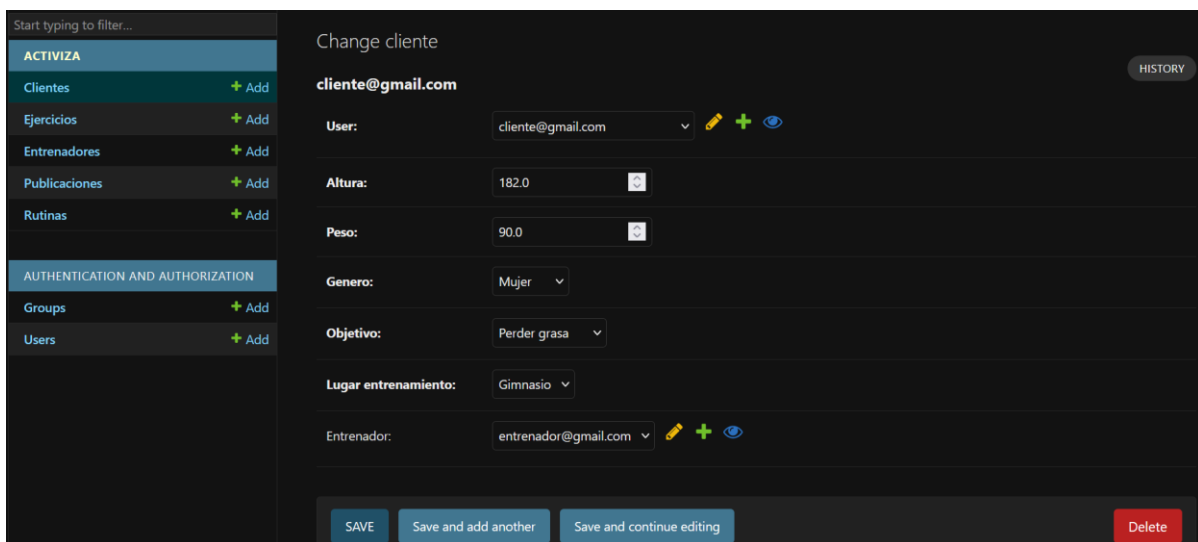 Start typing to filter...
ACTIVIZA
Clientes + Add
Ejercicios + Add
Entrenadores + Add
Publicaciones + Add
Rutinas + Add
AUTHENTICATION AND AUTHORIZATION
Groups + Add
Users + Add
Change cliente
HISTORY
cliente@gmail.com
User: cliente@gmail.com
Altura: 182.0
Peso: 90.0
Genero: Mujer
Objetivo: Perder grasa
Lugar entrenamiento: Gimnasio
Entrenador: entrenador@gmail.com
SAVE Save and add another Save and continue editing Delete